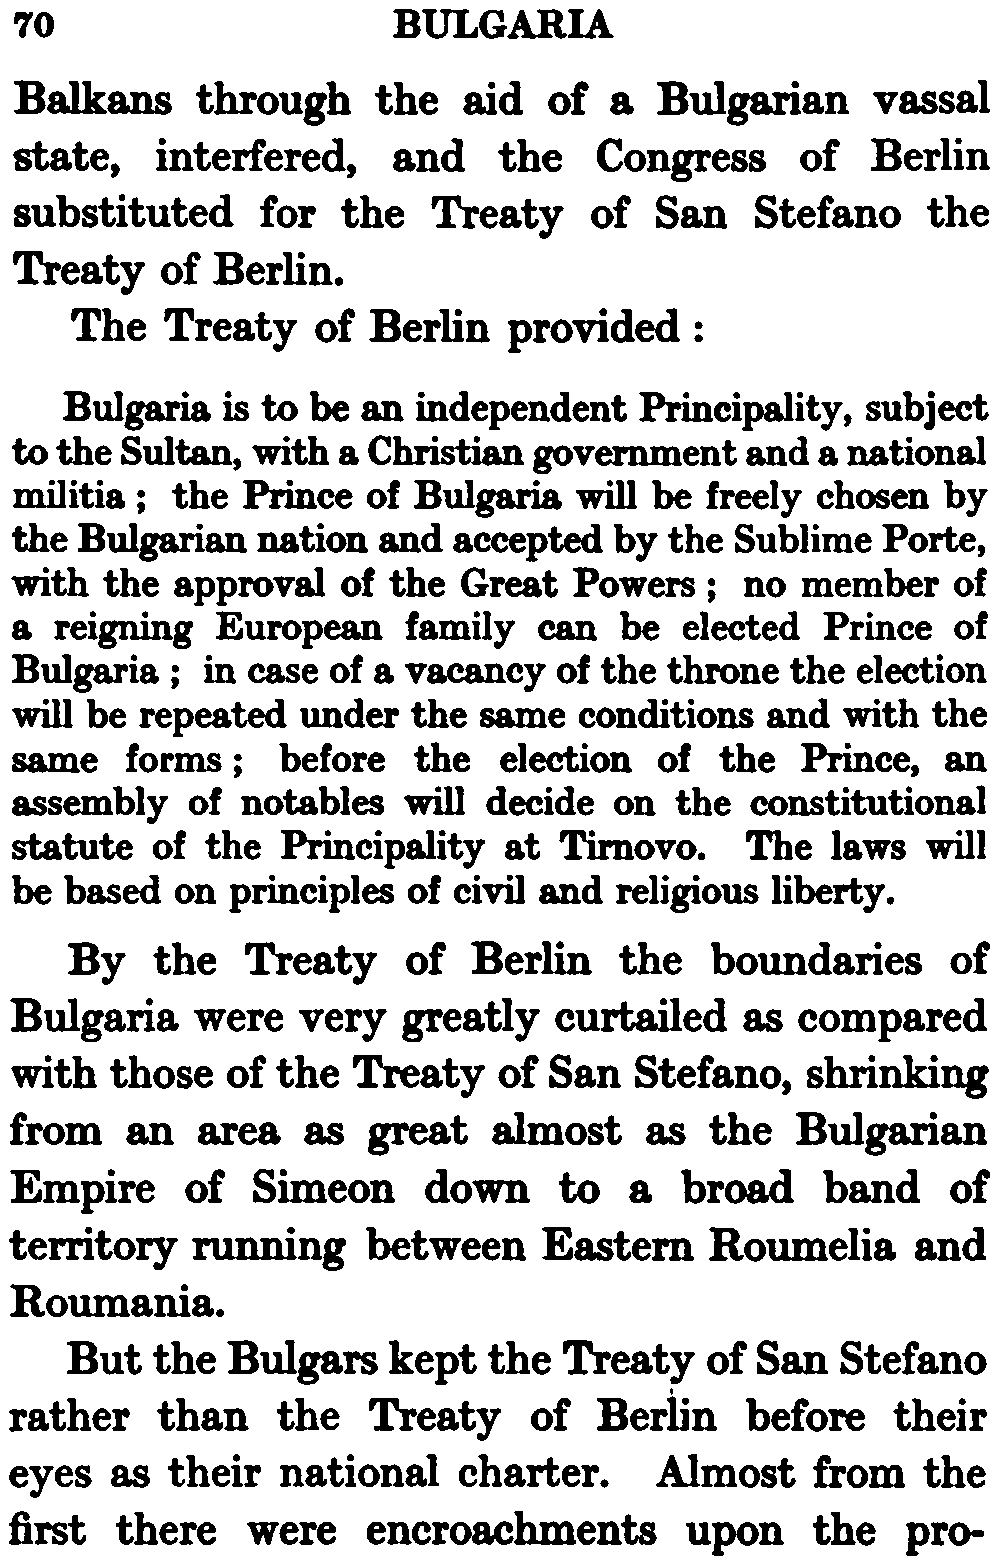 70 BULGARIA
Balkans through the aid of a Bulgarian vassal
state, interfered, and the Congress of Berlin
substituted for the Treaty of San Stefano the
Treaty of Berlin.
The Treaty of Berlin provided :
Bulgaria is to be an independent Principality, subject
to the Sultan, with a Christian government and a national
militia ; the Prince of Bulgaria will be freely chosen by
the Bulgarian nation and accepted by the Sublime Porte,
with the approval of the Great Powers ; no member of
a reigning European family can be elected Prince of
Bulgaria ; in case of a vacancy of the throne the election
will be repeated under the same conditions and with the
same forms ; before the election of the Prince, an
assembly of notables will decide on the constitutional
statute of the Principality at Tirnovo. The laws will
be based on principles of civil and religious liberty.
By the Treaty of Berlin the boundaries of
Bulgaria were very greatly curtailed as compared
with those of the Treaty of San Stefano, shrinking
from an area as great almost as the Bulgarian
Empire of Simeon down to a broad band of
territory running between Eastern Roumelia and
Roumania.
But the Bulgars kept the Treaty of San Stefano
rather than the Treaty of Berlin before their
eyes as their national charter. Almost from the
first there were encroachments upon the pro-